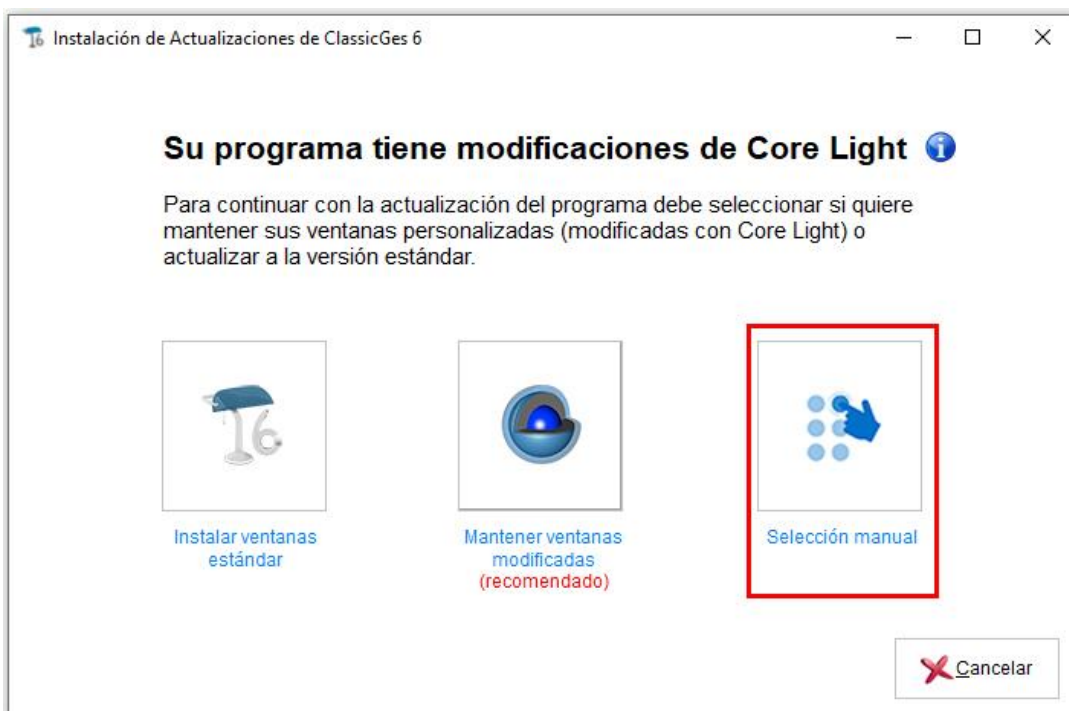 Instalación de Actualizaciones de ClassicGes 6
Su programa tiene modificaciones de Core Light
Para continuar con la actualización del programa debe seleccionar si quiere
mantener sus ventanas personalizadas (modificadas con Core Light) o
actualizar a la versión estándar.
Instalar ventanas
estándar
Mantener ventanas
modificadas
(recomendado)
Selección manual
Cancelar